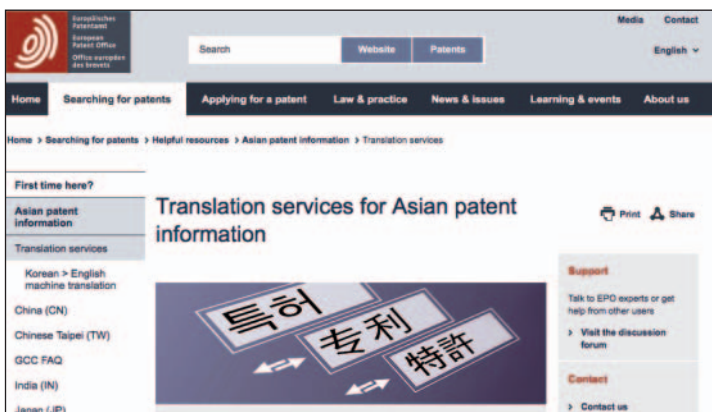 Europäisches
Patentamt
European
Patent Office
Office européen
des brevets
Media Contact
Search Website Patents
English
Home Searching for patents Applying for a patent Law & practice News & issues Learning & events About us
Home > Searching for patents > Helpful resources > Asian patent information > Translation services
First time here?
Asian patent
information
Translation services
Korean > English
machine translation
China (CN)
Chinese Taipei (TW)
GCC FAQ
India (IN)
Japan (JP)
Translation services for Asian patent
information
Print Share
특허
专利
特許
Support
Talk to EPO experts or get
help from other users
> Visit the discussion
forum
Contact
> Contact us